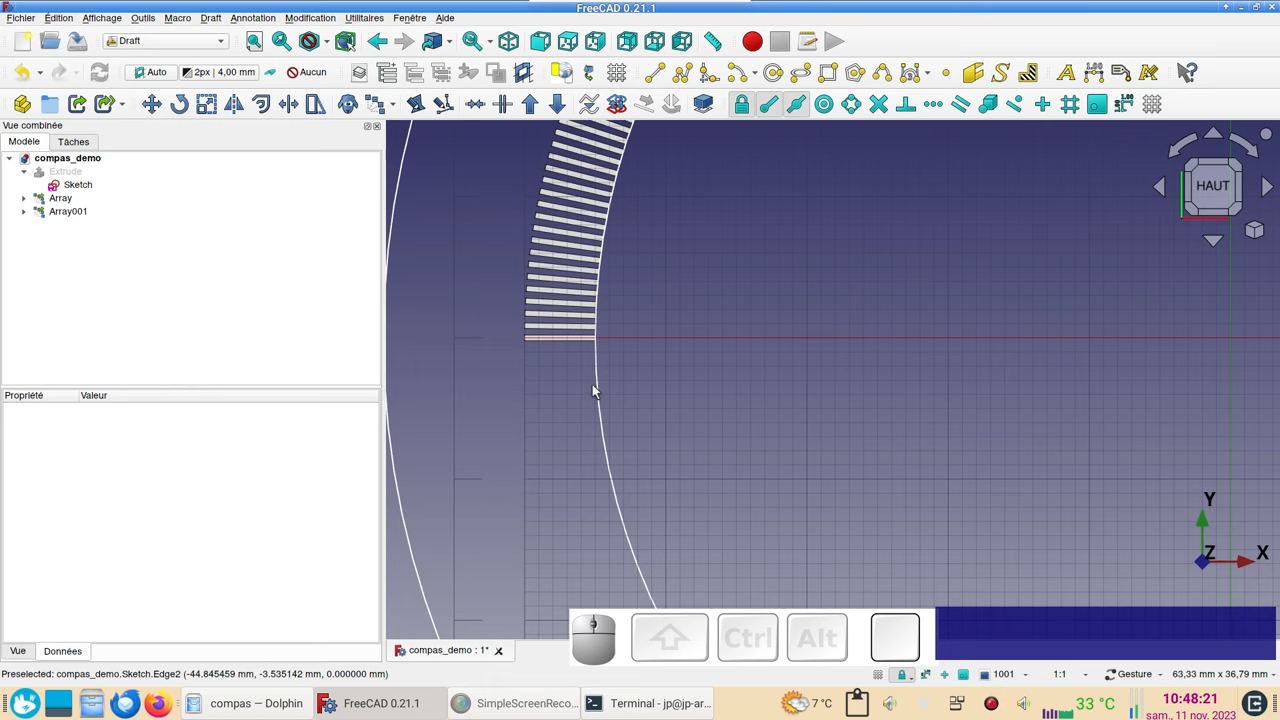 FreeCAD 0.21.1
Fichier Édition Affichage Outils Macro Draft Annotation Modification Utilitaires Fenêtre Aide
Draft
Auto 2px | 4,00 mm Aucun
Vue combinée
Modèle Tâches
compas_demo
Extrude
Sketch
Array
Array001
HAUT
Propriété Valeur
Y
Z X
Ctrl Alt
Vue Données
compas_demo : 1*
Preselected: compas_demo.Sketch.Edge2 (-44.845459 mm, -3.535142 mm, 0.000000 mm)
1001 1:1 Gesture 63,33 mm x 36,79 mm
compas — Dolphin
FreeCAD 0.21.1
SimpleScreenReco...
Terminal - jp@jp-ar...
7°C
33 °C
10:48:21
sam., 11 nov. 2023